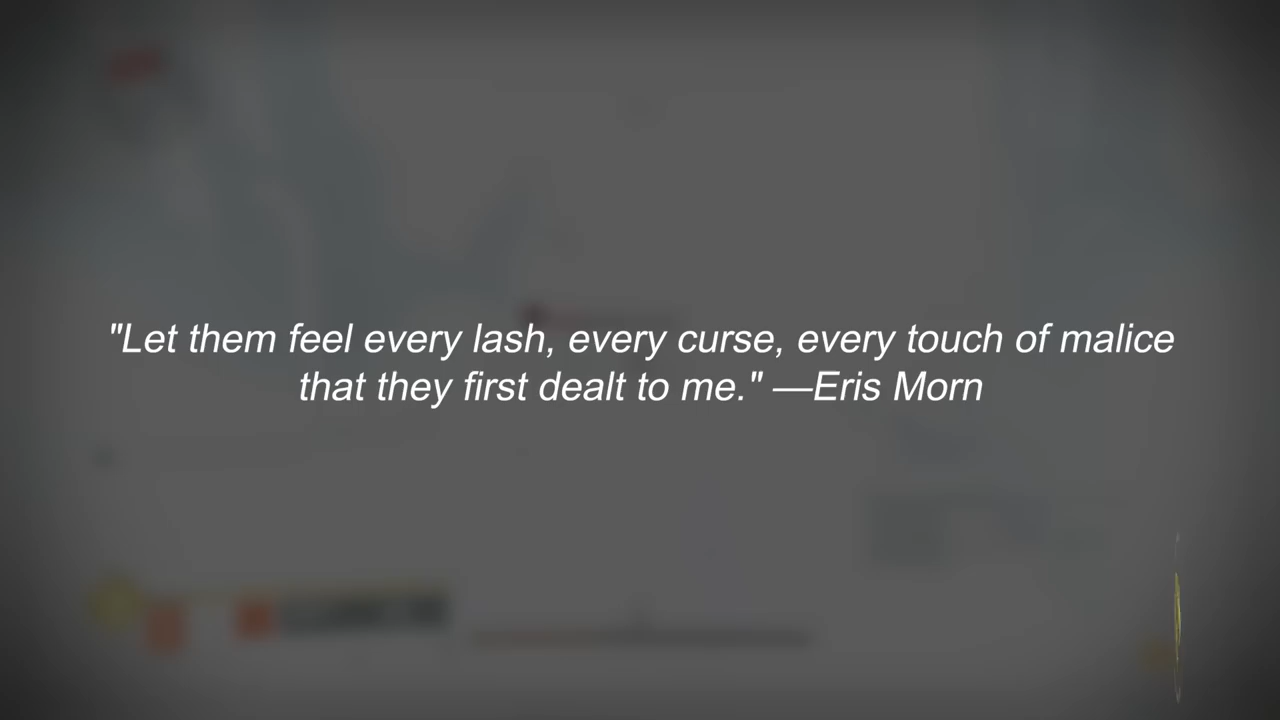 "Let them feel every lash, every curse, every touch of malice
that they first dealt to me." —Eris Morn